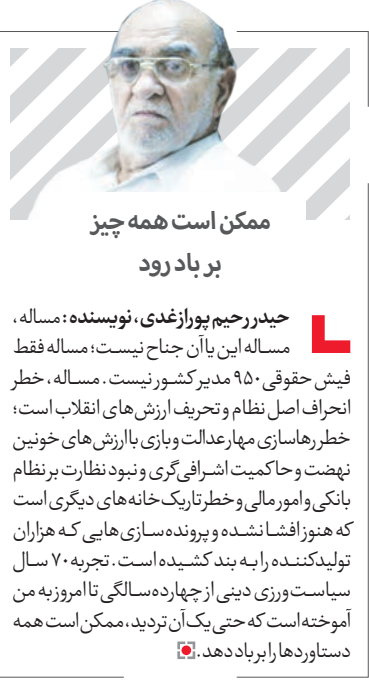 ممکن است همه چیز
بر باد رود
حیدر رحیم پور ازغدی، نویسنده: مساله،
مساله این یا آن جناح نیست؛ مساله فقط
فیش حقوقی ۹۵۰ مدیر کشور نیست. مساله، خطر
انحراف اصل نظام و تحریف ارزش های انقلاب است؛
خطر رهاسازی مهار عدالت و بازی با ارزش های خونین
نهضت و حاکمیت اشرافی گری و نبود نظارت بر نظام
بانکی و امور مالی و خطر تاریک خانه های دیگری است
که هنوز افشا نشده و پرونده سازی هایی که هزاران
تولیدکننده را به بند کشیده است. تجربه ۷۰ سال
سیاست ورزی دینی از چهارده سالگی تا امروز به من
آموخته است که حتی یک آن تردید، ممکن است همه
دستاوردها را بر باد دهد.